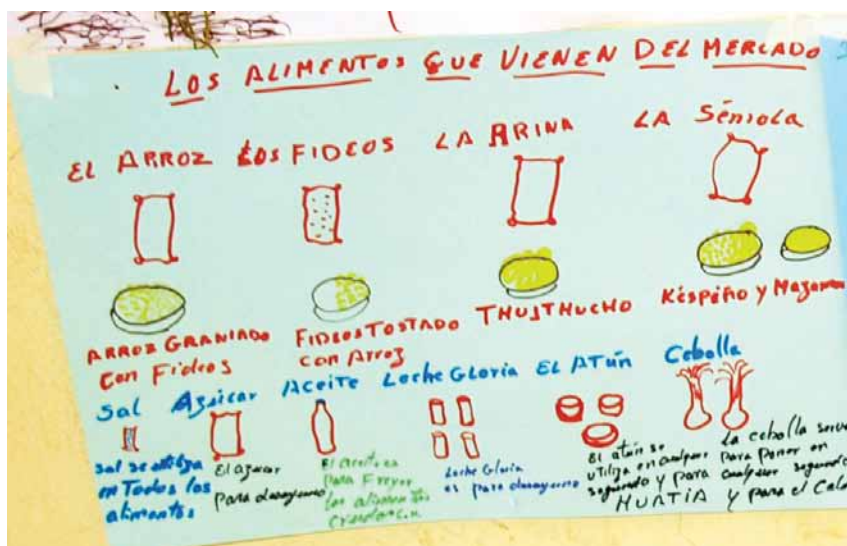 LOS ALIMENTOS QUE VIENEN DEL MERCADO
EL ARROZ LOS FIDEOS LA ARINA LA Sémola
ARROZ GRANIADO
con Fideos
FIDEOS TOSTADO
con Arroz
THUJTHUCHO
Késpiño y
Sal Azúcar Aceite Leche Gloria EL ATún Cebolla
Sal se utiliza
en Todos los
alimentos
El azucar
para desayuno
El aceite es
para Freyer
los alimentos
Leche Gloria
es para desayuno
El atún se
utiliza en cualquier
segundo y para
HUATIA
La cebolla serve
para poner en
cualquier segundo
y para el